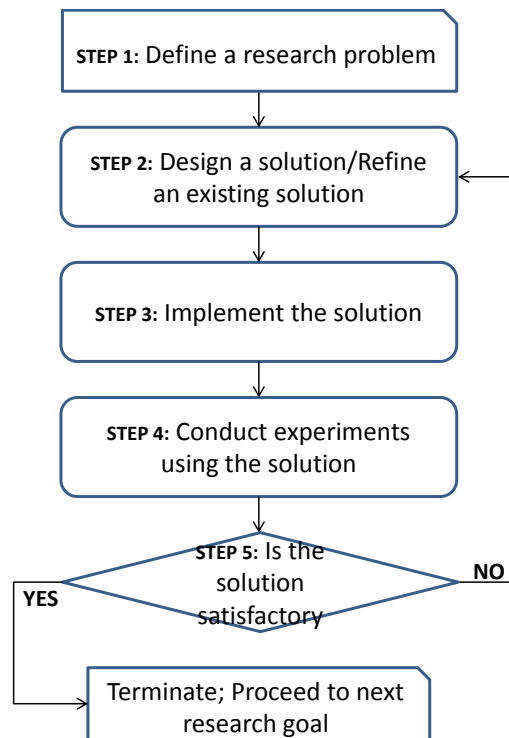 STEP 1: Define a research problem
STEP 2: Design a solution/Refine
an existing solution
STEP 3: Implement the solution
STEP 4: Conduct experiments
using the solution
STEP 5: Is the
solution
satisfactory
YES
NO
Terminate; Proceed to next
research goal